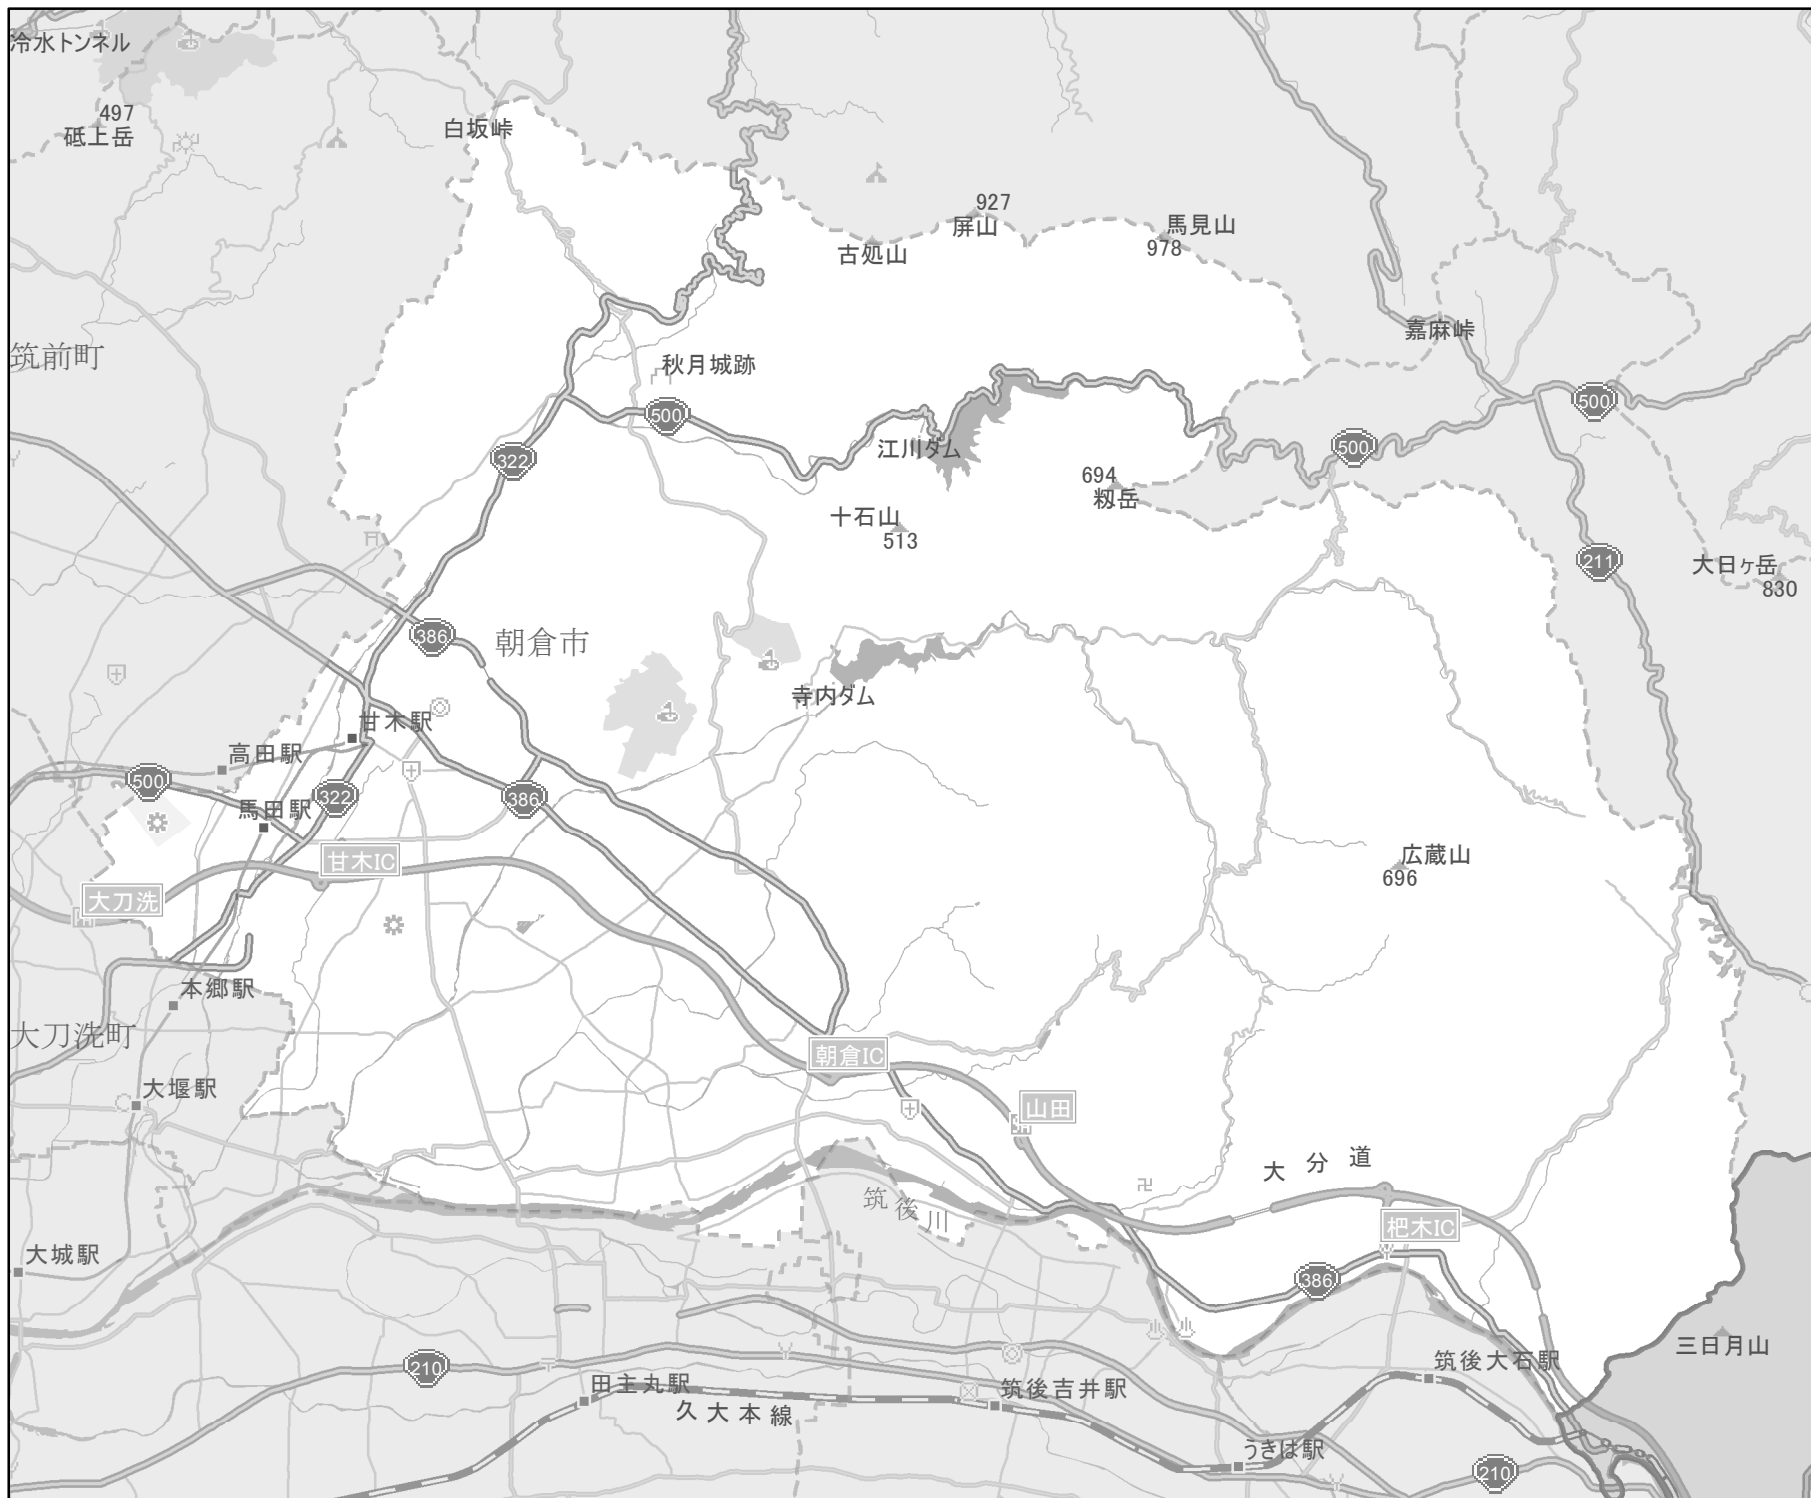 冷水トンネル
497
砥上岳
白坂峠
927
屏山
馬見山
978
古処山
嘉麻峠
筑前町
秋月城跡
500
500
500
322
江川ダム
694
籾岳
十石山
513
211
大日ヶ岳
830
386
朝倉市
寺内ダム
甘木駅
高田駅
500
322
386
馬田駅
甘木IC
広蔵山
696
大刀洗
本郷駅
大刀洗町
朝倉IC
大堰駅
山田
大分道
筑後川
杷木IC
大城駅
386
三日月山
210
筑後大石駅
田主丸駅
筑後吉井駅
久大本線
うきは駅
210